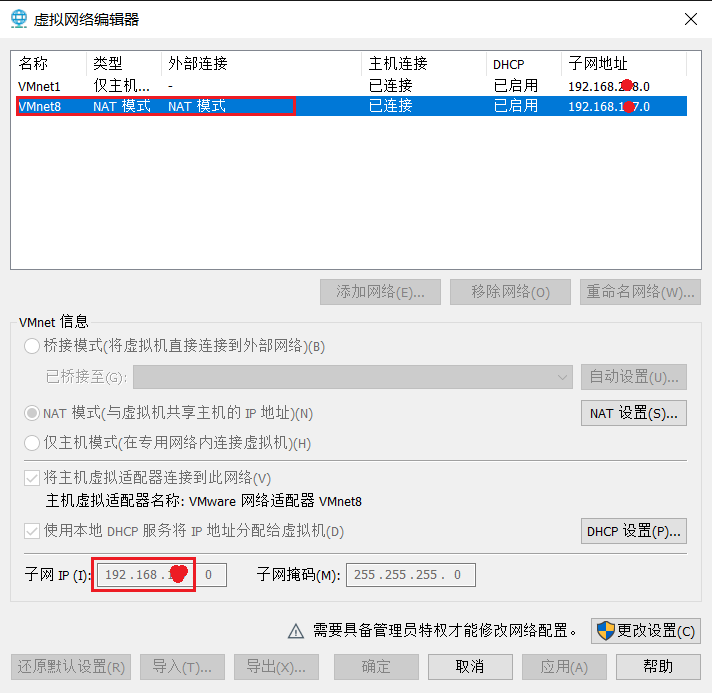 虚拟网络编辑器
名称 类型 外部连接 主机连接 DHCP 子网地址
VMnet1 仅主机... - 已连接 已启用 192.168. 8.0
VMnet8 NAT 模式 NAT 模式 已连接 已启用 192.168.1 7.0
添加网络(E)... 移除网络(O) 重命名网络(W)...
VMnet 信息
桥接模式(将虚拟机直接连接到外部网络)(B)
已桥接至(G): 自动设置(U)...
NAT 模式(与虚拟机共享主机的 IP 地址)(N) NAT 设置(S)...
仅主机模式(在专用网络内连接虚拟机)(H)
将主机虚拟适配器连接到此网络(V)
主机虚拟适配器名称: VMware 网络适配器 VMnet8
使用本地 DHCP 服务将 IP 地址分配给虚拟机(D) DHCP 设置(P)...
子网 IP (I): 192 . 168 . 0 子网掩码(M): 255 . 255 . 255 . 0
需要具备管理员特权才能修改网络配置。 更改设置(C)
还原默认设置(R) 导入(T)... 导出(X)... 确定 取消 应用(A) 帮助